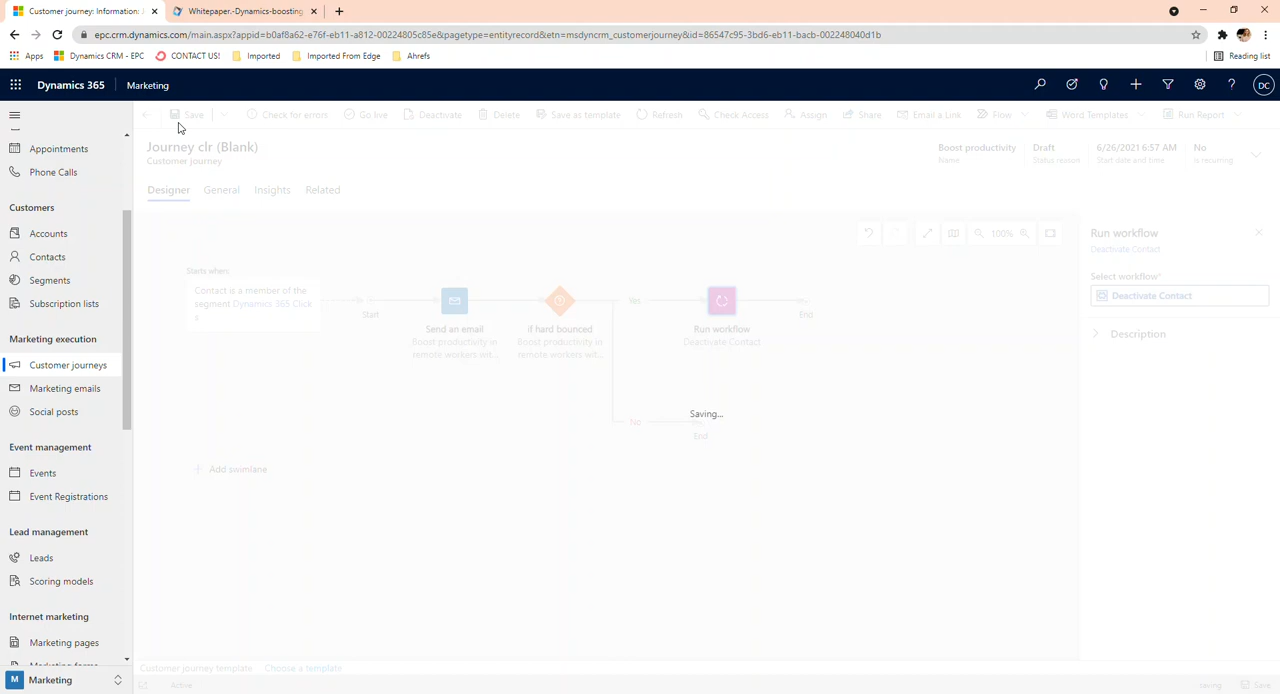 Customer journey: Information: J
Whitepaper.-Dynamics-boosting
epc.crm.dynamics.com/main.aspx?appid=b0af8a62-e76f-eb11-a812-00224805c85e&pagetype=entityrecord&etn=msdyncrm_customerjourney&id=86547c95-3bd6-eb11-bacb-002248040d1b
Apps
Dynamics CRM - EPC
CONTACT US!
Imported
Imported From Edge
Ahrefs
Reading list
Dynamics 365
Marketing
DC
Save
Check for errors
Go live
Deactivate
Delete
Save as template
Refresh
Check Access
Assign
Share
Email a Link
Flow
Word Templates
Run Report
Journey clr (Blank)
Customer journey
Boost productivity
Name
Draft
Status reason
6/26/2021 6:57 AM
Start date and time
No
Is recurring
Designer
General
Insights
Related
Appointments
Phone Calls
Customers
Accounts
Contacts
Segments
Subscription lists
Marketing execution
Customer journeys
Marketing emails
Social posts
Event management
Events
Event Registrations
Lead management
Leads
Scoring models
Internet marketing
Marketing pages
M
Marketing
100%
Starts when:
Contact is a member of the
segment Dynamics 365 Click
Start
Send an email
Boost productivity in
remote workers wit...
if hard bounced
Boost productivity in
remote workers wit...
Yes
Run workflow
Deactivate Contact
End
No
Saving...
End
Add swimlane
Run workflow
Deactivate Contact
Select workflow*
Deactivate Contact
Description
Customer journey template
Choose a template
Active
saving
Save